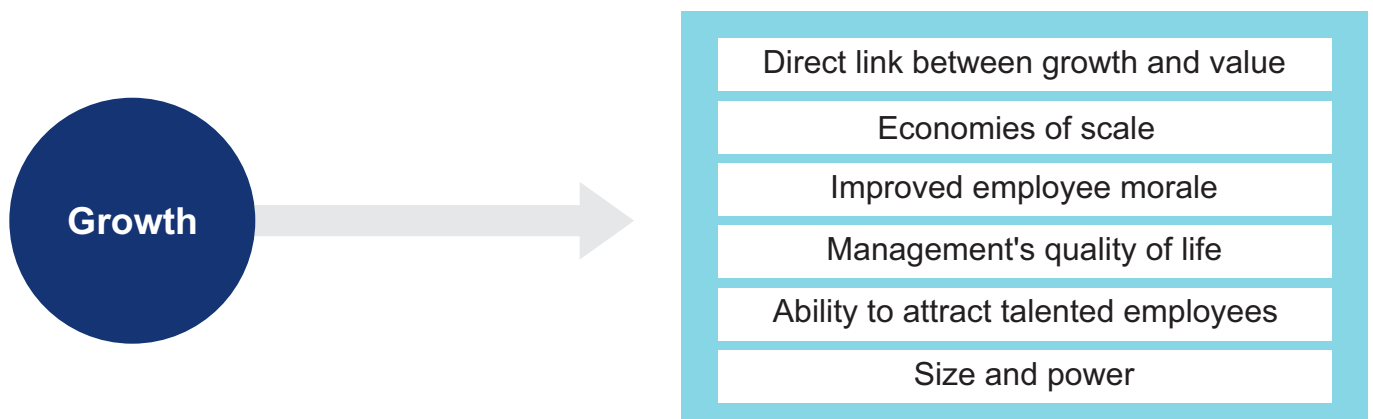 Growth
Direct link between growth and value
Economies of scale
Improved employee morale
Management's quality of life
Ability to attract talented employees
Size and power